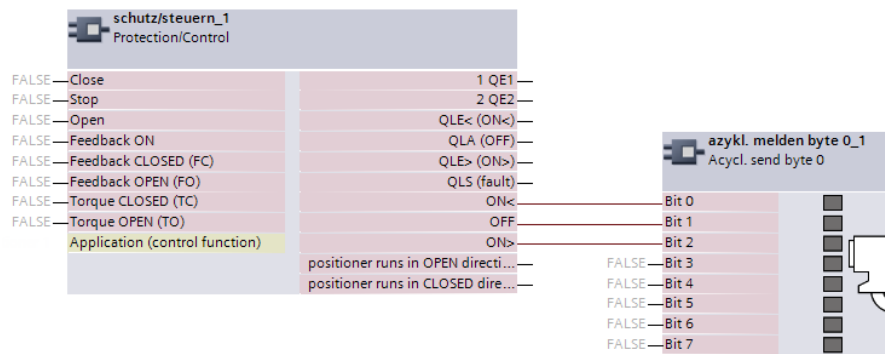 schutz/steuern_1
Protection/Control
FALSE Close 1 QE1
FALSE Stop 2 QE2
FALSE Open QLE< (ON<)
FALSE Feedback ON QLA (OFF)
FALSE Feedback CLOSED (FC) QLE> (ON>)
FALSE Feedback OPEN (FO) QLS (fault)
FALSE Torque CLOSED (TC) ON<
FALSE Torque OPEN (TO) OFF
Application (control function) ON>
positioner runs in OPEN directi...
positioner runs in CLOSED dire...
azykl. melden byte 0_1
Acycl. send byte 0
Bit 0
Bit 1
Bit 2
FALSE Bit 3
FALSE Bit 4
FALSE Bit 5
FALSE Bit 6
FALSE Bit 7